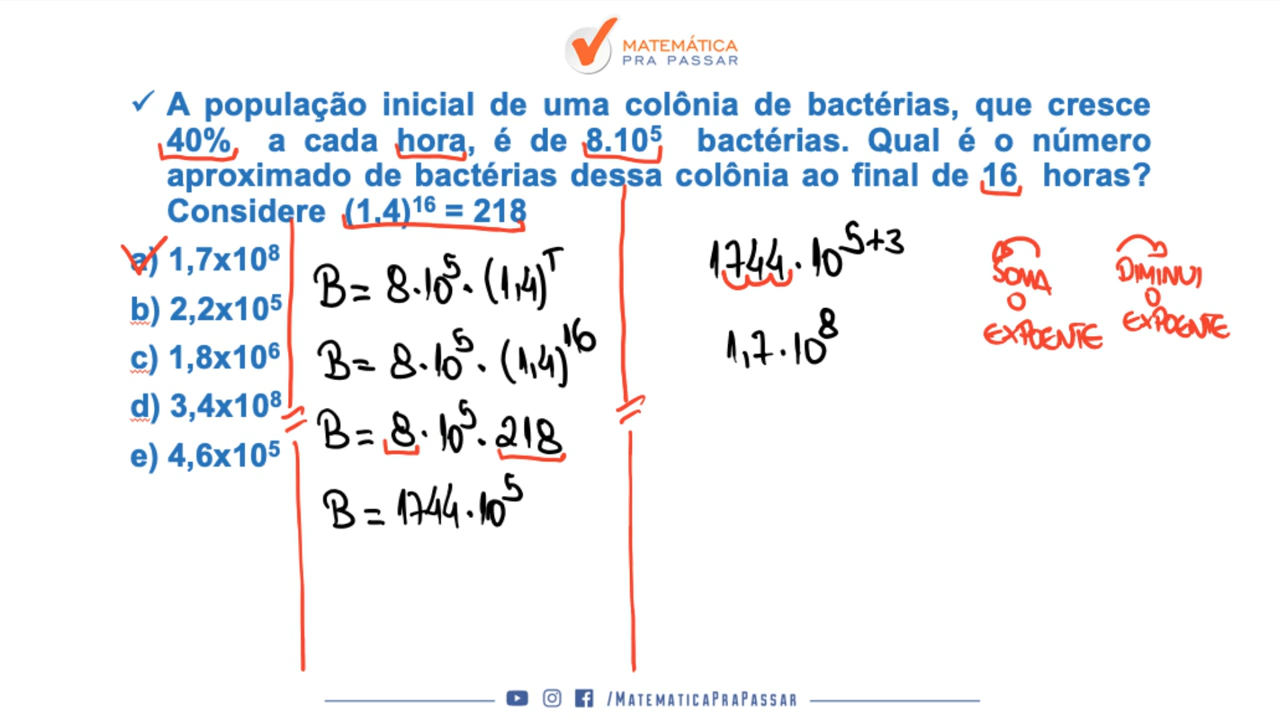 MATEMÁTICA
PRA PASSAR
✓ A população inicial de uma colônia de bactérias, que cresce
40% a cada hora, é de 8.10⁵ bactérias. Qual é o número
aproximado de bactérias dessa colônia ao final de 16 horas?
Considere (1,4)¹⁶ = 218
a) 1,7x10⁸
b) 2,2x10⁵
c) 1,8x10⁶
d) 3,4x10⁸
e) 4,6x10⁵
B = 8·10⁵·(1,4)ᵀ
B = 8·10⁵·(1,4)¹⁶
B = 8·10⁵·218
B = 1744·10⁵
1744·10⁵⁺³
1,7·10⁸
SOMA
O
EXPOENTE
DIMINUI
O
EXPOENTE
/MATEMATICAPRAPASSAR